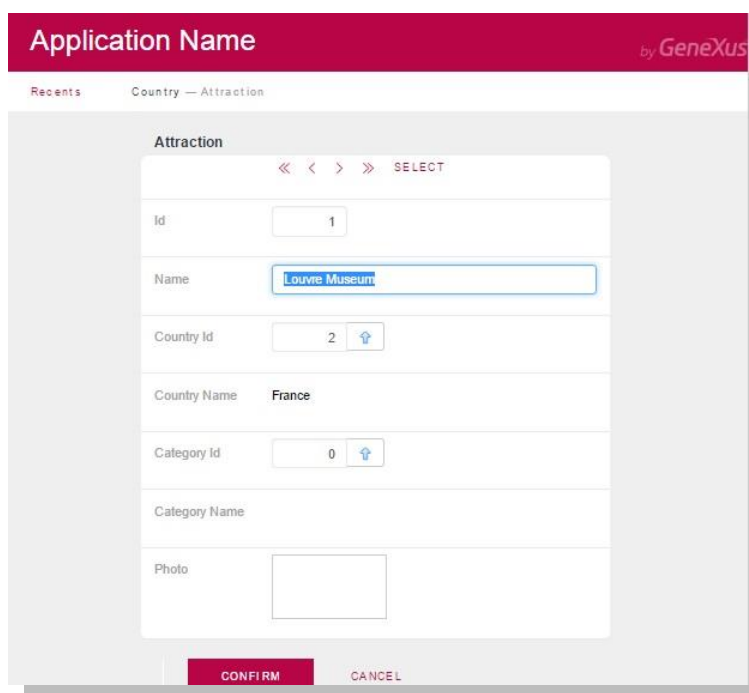 Application Name
by GeneXus
Recents Country — Attraction
Attraction
« < > » SELECT
Id 1
Name Louvre Museum
Country Id 2
Country Name France
Category Id 0
Category Name
Photo
CONFIRM CANCEL